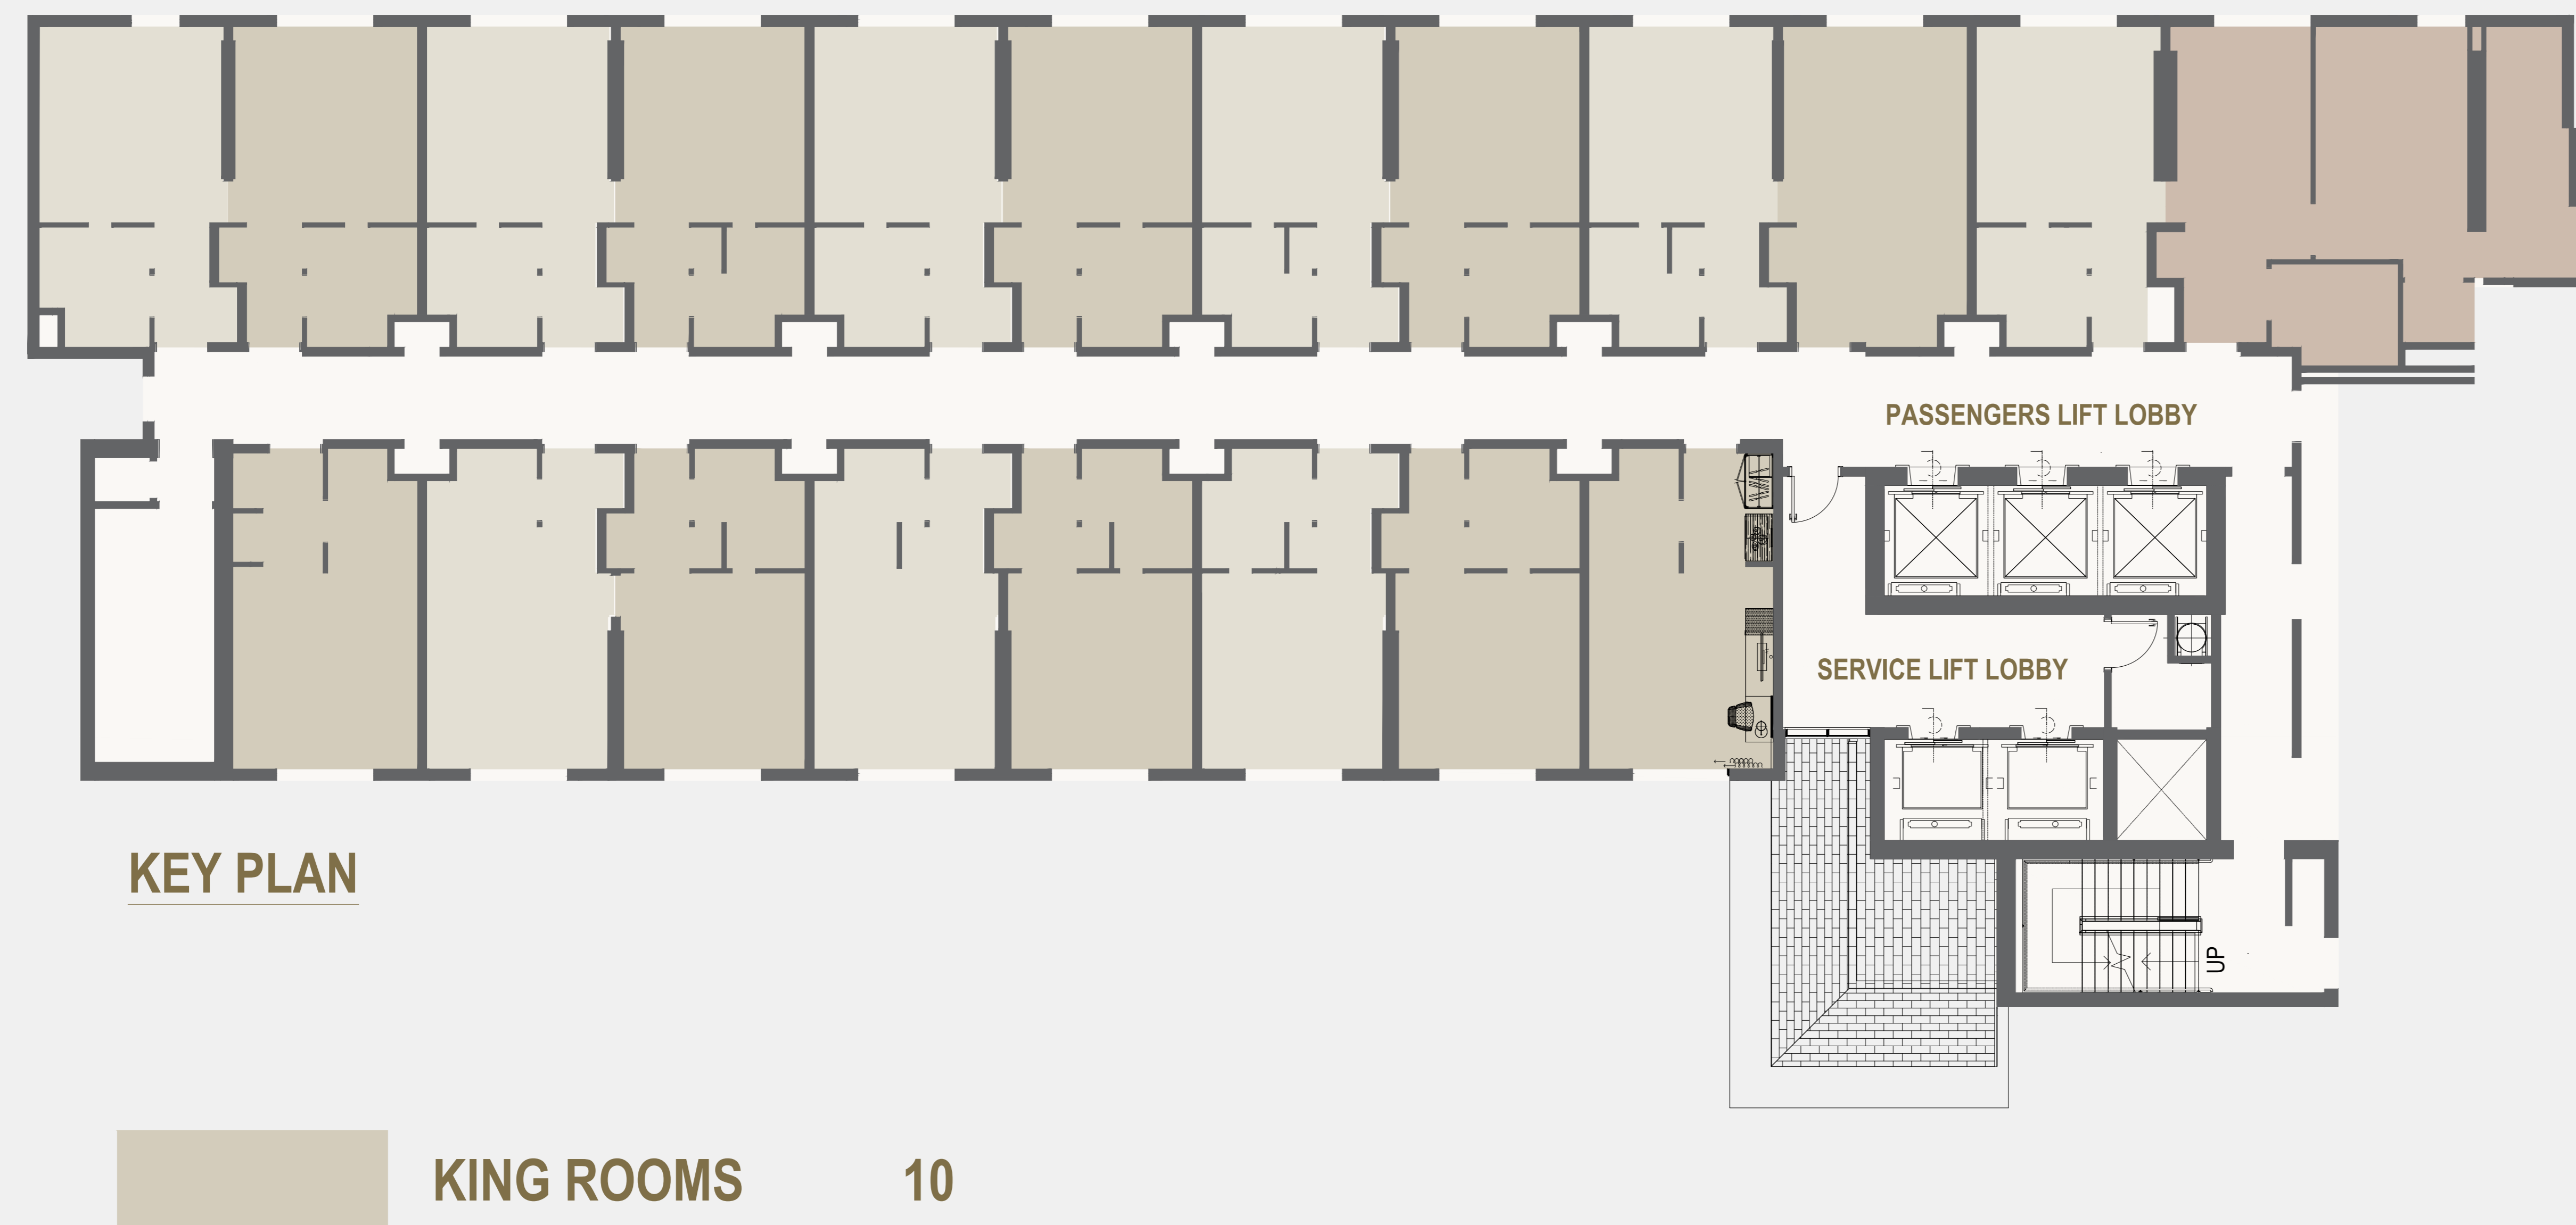 PASSENGERS LIFT LOBBY
SERVICE LIFT LOBBY
KEY PLAN
UP
KING ROOMS 10